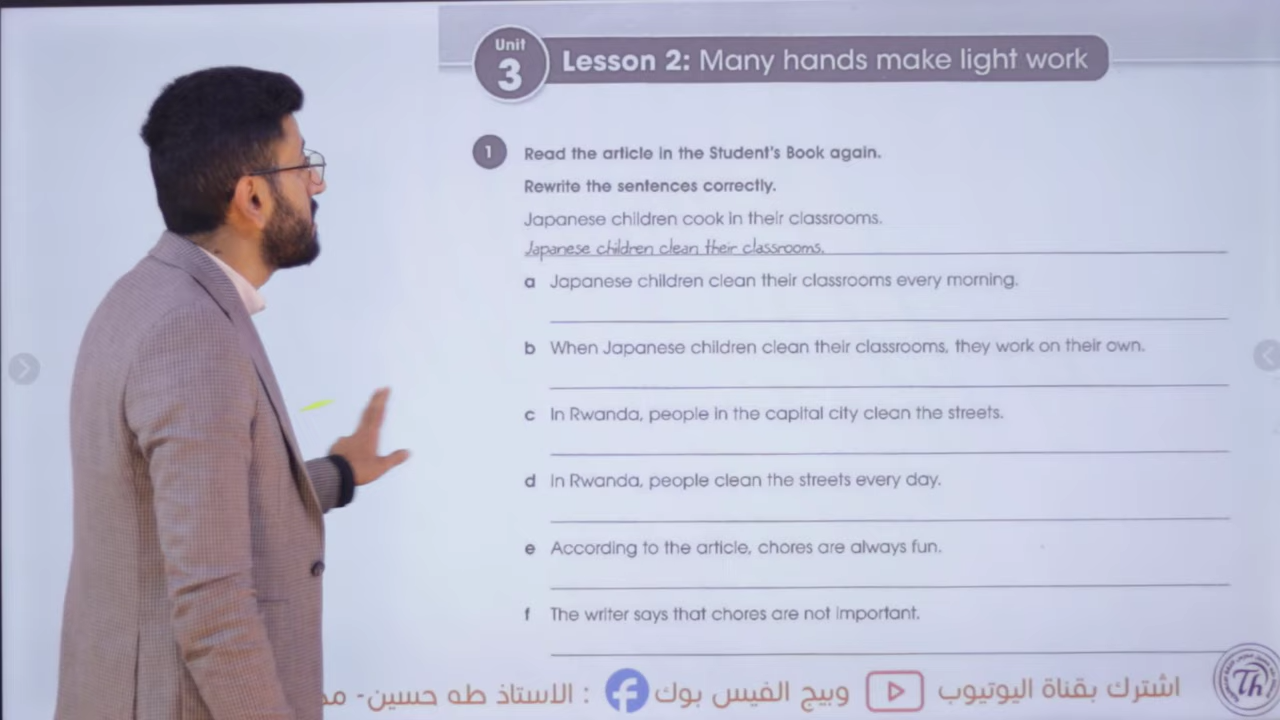 Unit
3
Lesson 2: Many hands make light work
1
Read the article in the Student's Book again.
Rewrite the sentences correctly.
Japanese children cook in their classrooms.
Japanese children clean their classrooms.
a Japanese children clean their classrooms every morning.
b When Japanese children clean their classrooms, they work on their own.
c In Rwanda, people in the capital city clean the streets.
d In Rwanda, people clean the streets every day.
e According to the article, chores are always fun.
f The writer says that chores are not important.
اشترك بقناة اليوتيوب وبيج الفيس بوك : الاستاذ طه حسين-
Th